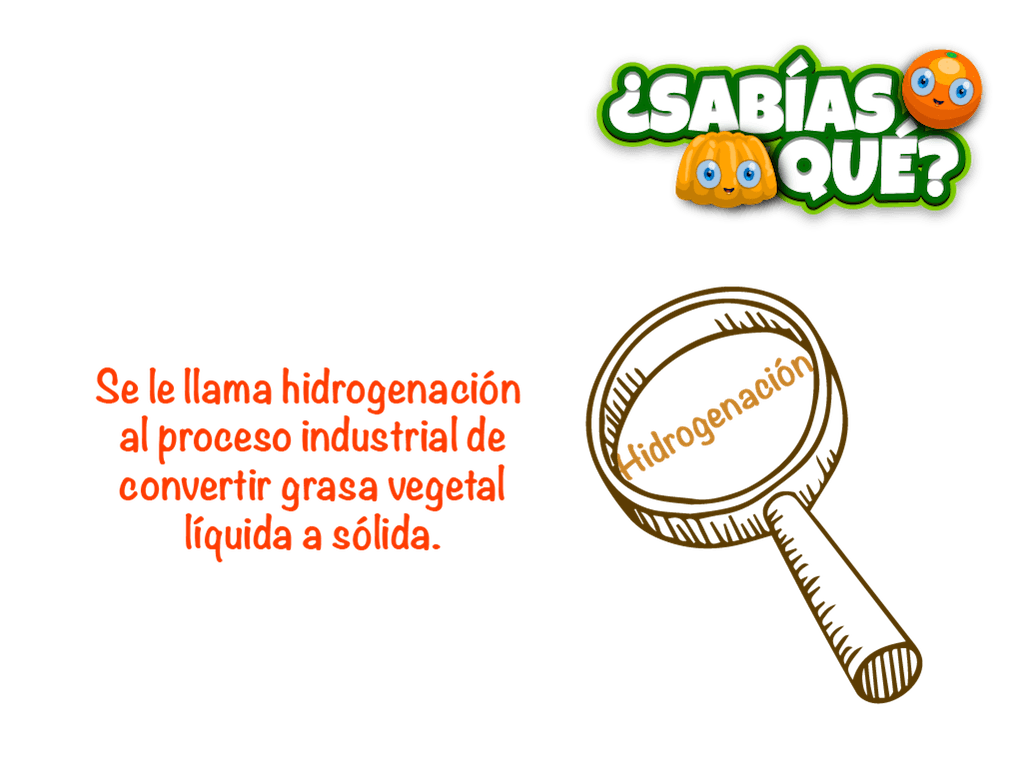 ¿SABÍAS
QUÉ?
Se le llama hidrogenación
al proceso industrial de
convertir grasa vegetal
líquida a sólida.
Hidrogenación